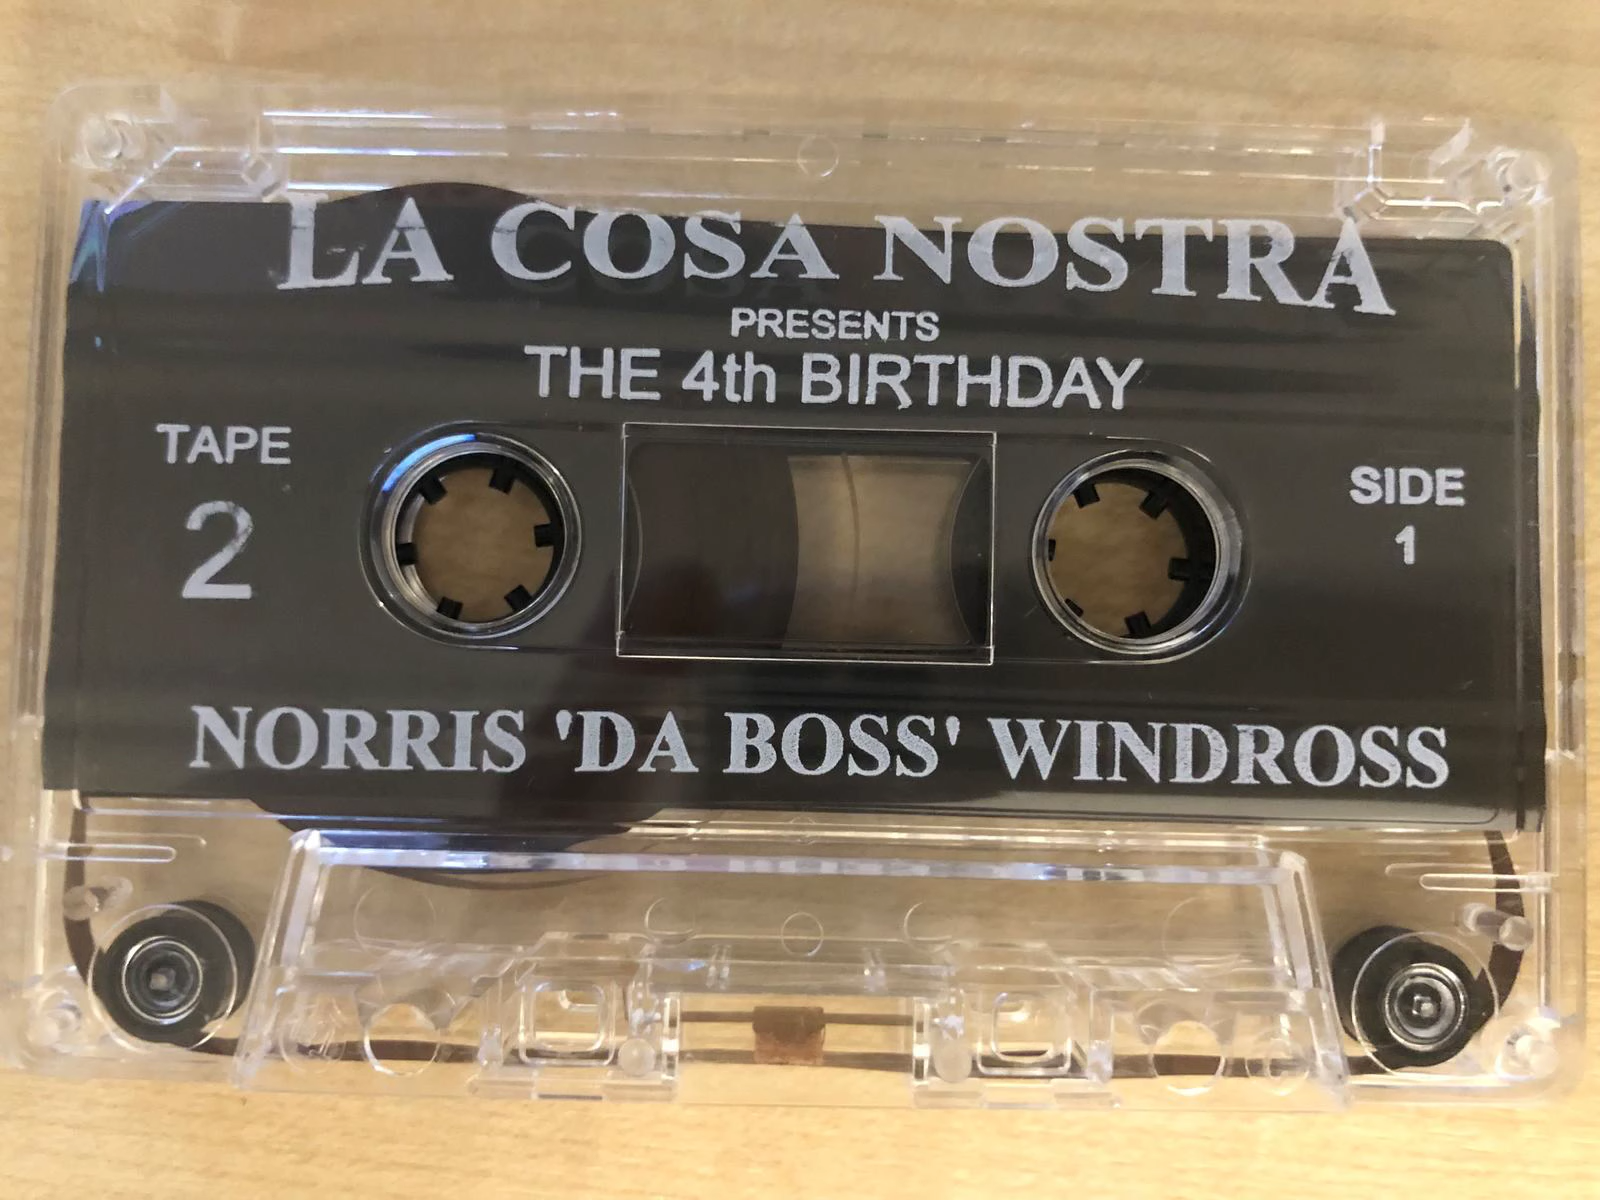 LA COSA NOSTRA
PRESENTS
THE 4th BIRTHDAY
TAPE
2
SIDE
1
NORRIS 'DA BOSS' WINDROSS